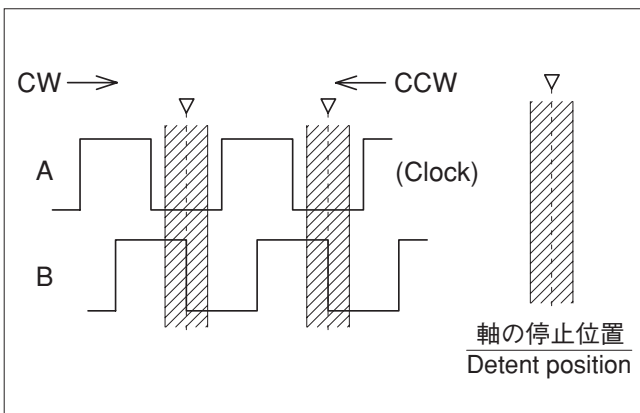 CW
CCW
A
(Clock)
B
軸の停止位置
Detent position